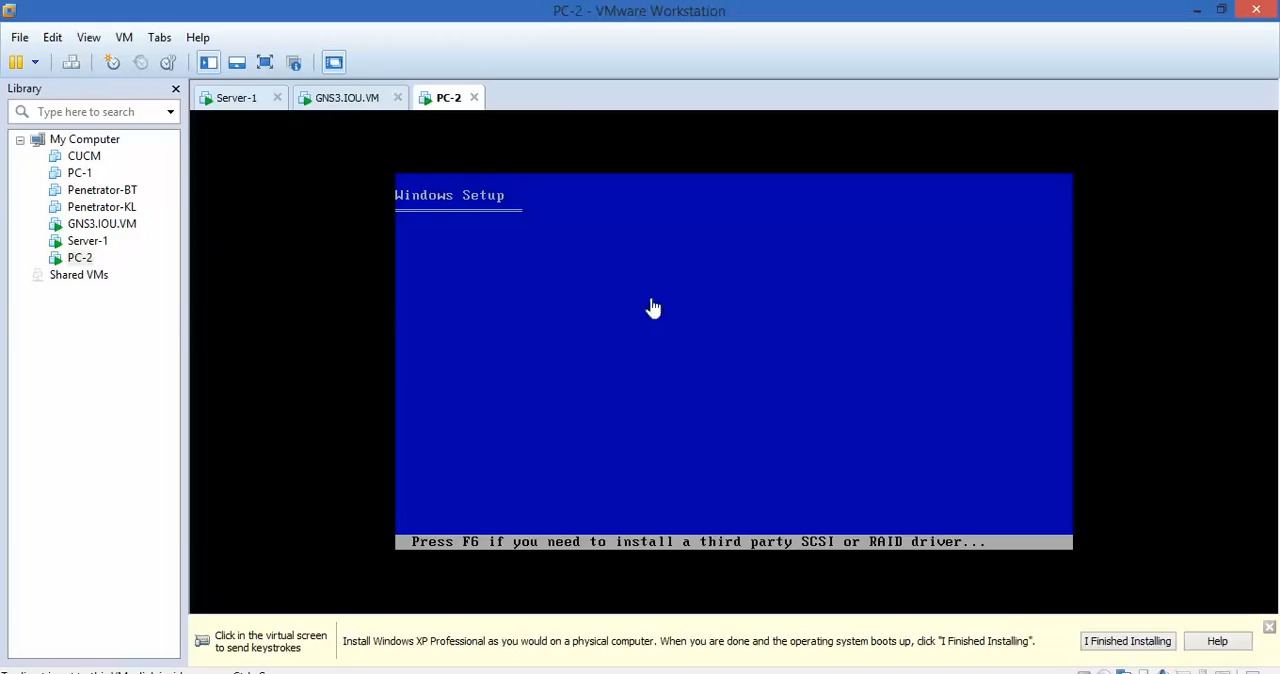 PC-2 - VMware Workstation
File Edit View VM Tabs Help
Library
Type here to search
My Computer
CUCM
PC-1
Penetrator-BT
Penetrator-KL
GNS3.IOU.VM
Server-1
PC-2
Shared VMs
Server-1 GNS3.IOU.VM PC-2
Windows Setup
Press F6 if you need to install a third party SCSI or RAID driver...
Click in the virtual screen
to send keystrokes
Install Windows XP Professional as you would on a physical computer. When you are done and the operating system boots up, click "I Finished Installing".
I Finished Installing
Help